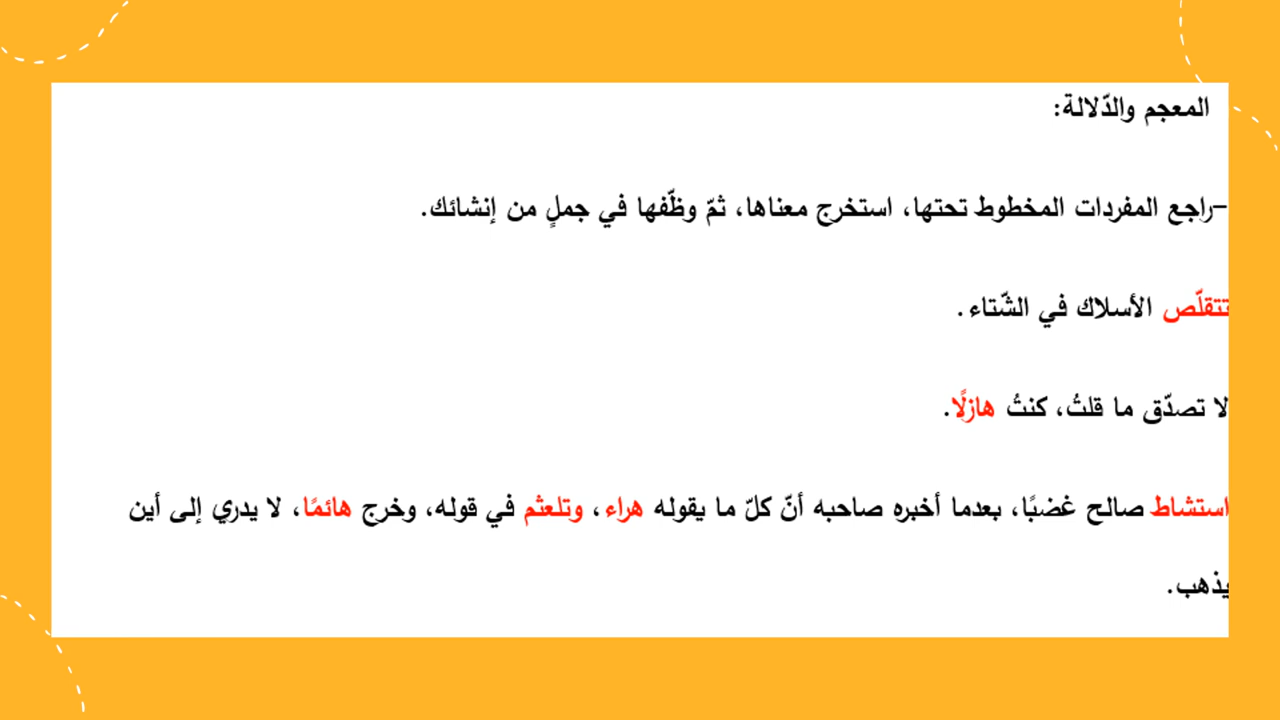 المعجم والدّلالة:
–راجع المفردات المخطوط تحتها، استخرج معناها، ثمّ وظّفها في جملٍ من إنشائك.
تتقلّص الأسلاك في الشّتاء.
لا تصدّق ما قلتُ، كنتُ هازلًا.
استشاط صالح غضبًا، بعدما أخبره صاحبه أنّ كلّ ما يقوله هراء، وتلعثم في قوله، وخرج هائمًا، لا يدري إلى أين
يذهب.